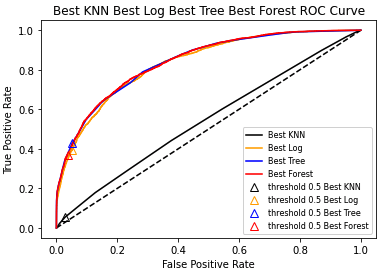 Best KNN Best Log Best Tree Best Forest ROC Curve
True Positive Rate
1.0
0.8
0.6
0.4
0.2
0.0
Best KNN
Best Log
Best Tree
Best Forest
threshold 0.5 Best KNN
threshold 0.5 Best Log
threshold 0.5 Best Tree
threshold 0.5 Best Forest
0.0 0.2 0.4 0.6 0.8 1.0
False Positive Rate